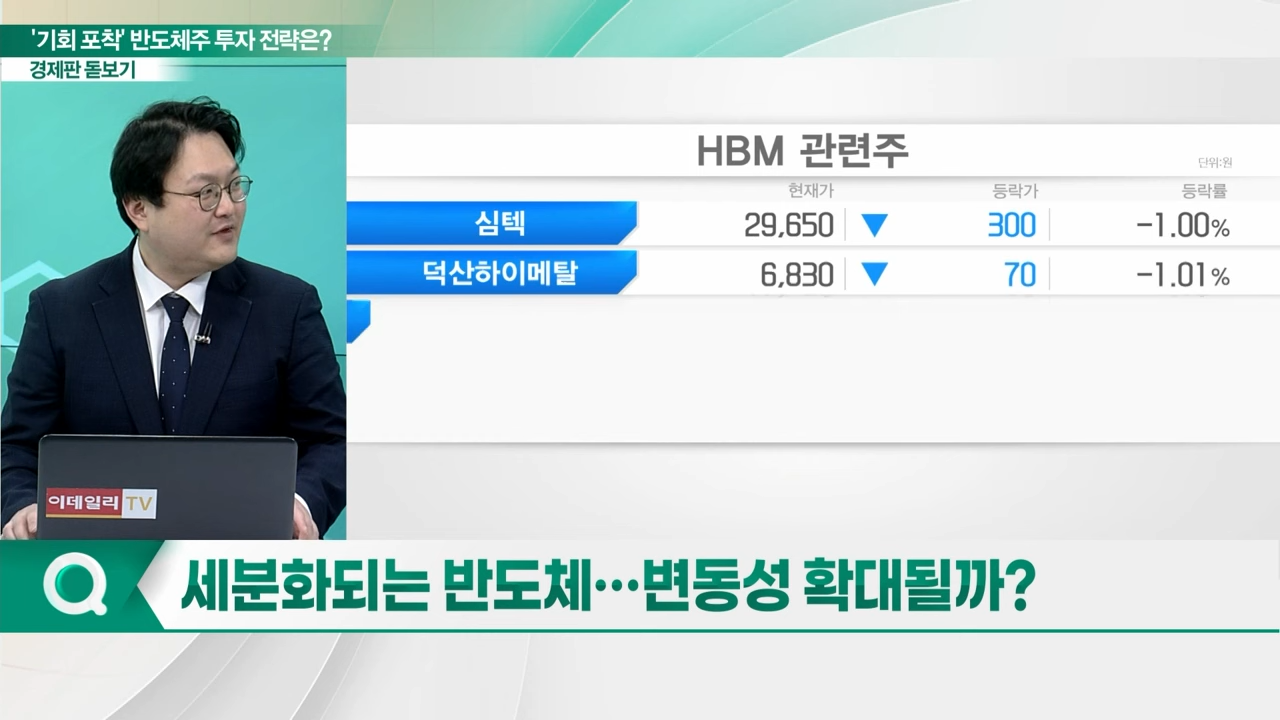 '기회 포착' 반도체주 투자 전략은?
경제판 돋보기
HBM 관련주
단위:원
현재가 등락가 등락률
심텍 29,650 ▼ 300 -1.00%
덕산하이메탈 6,830 ▼ 70 -1.01%
이데일리TV
세분화되는 반도체…변동성 확대될까?